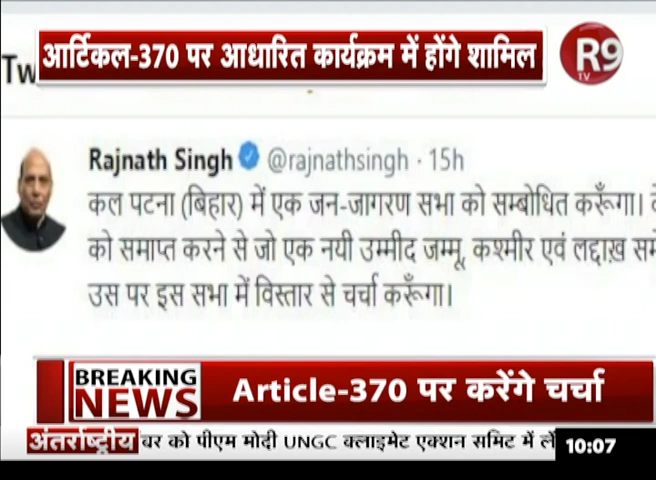 आर्टिकल-370 पर आधारित कार्यक्रम में होंगे शामिल
R9
TV
Tw
Rajnath Singh @rajnathsingh · 15h
कल पटना (बिहार) में एक जन-जागरण सभा को सम्बोधित करूँगा।
को समाप्त करने से जो एक नयी उम्मीद जम्मू, कश्मीर एवं लद्दाख़
उस पर इस सभा में विस्तार से चर्चा करूँगा।
BREAKING
NEWS
Article-370 पर करेंगे चर्चा
अंतर्राष्ट्रीय बर को पीएम मोदी UNGC क्लाइमेट एक्शन समिट में लें 10:07